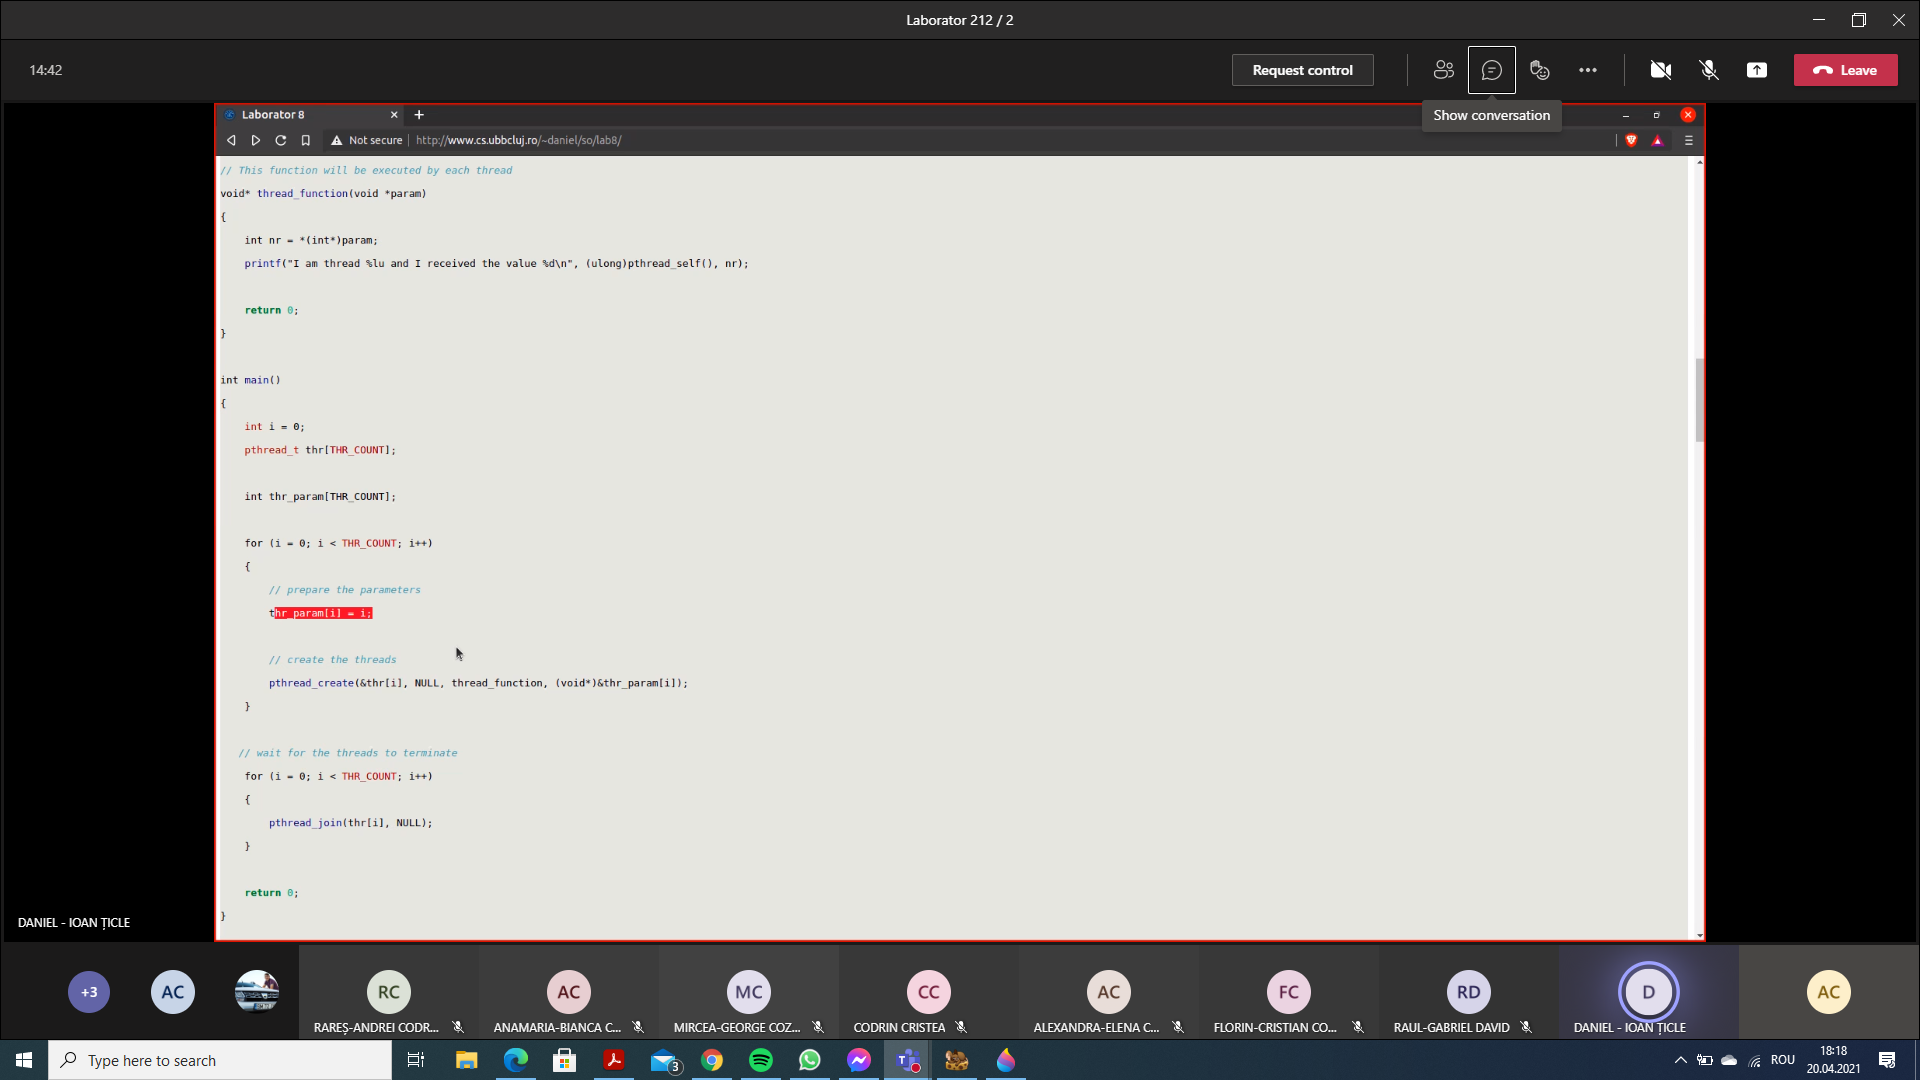 Laborator 212 / 2
14:42
Request control
Leave
Show conversation
Laborator 8
Not secure
http://www.cs.ubbcluj.ro/~daniel/so/lab8/
// This function will be executed by each thread
void* thread_function(void *param)
{
int nr = *(int*)param;
printf("I am thread %lu and I received the value %d\n", (ulong)pthread_self(), nr);
return 0;
}
int main()
{
int i = 0;
pthread_t thr[THR_COUNT];
int thr_param[THR_COUNT];
for (i = 0; i < THR_COUNT; i++)
{
// prepare the parameters
thr_param[i] = i;
// create the threads
pthread_create(&thr[i], NULL, thread_function, (void*)&thr_param[i]);
}
// wait for the threads to terminate
for (i = 0; i < THR_COUNT; i++)
{
pthread_join(thr[i], NULL);
}
return 0;
}
DANIEL - IOAN ȚICLE
+3
AC
RC
AC
MC
CC
AC
FC
RD
D
AC
RAREȘ-ANDREI CODR...
ANAMARIA-BIANCA C...
MIRCEA-GEORGE COZ...
CODRIN CRISTEA
ALEXANDRA-ELENA C...
FLORIN-CRISTIAN CO...
RAUL-GABRIEL DAVID
DANIEL - IOAN ȚICLE
Type here to search
3
ROU
18:18
20.04.2021